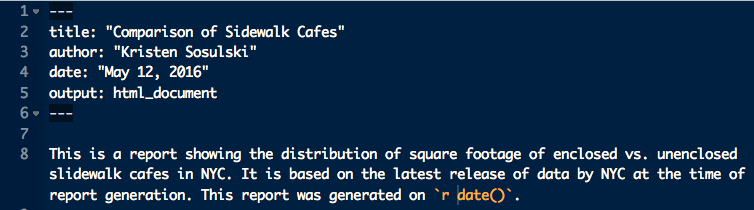 1 ---
2 title: "Comparison of Sidewalk Cafes"
3 author: "Kristen Sosulski"
4 date: "May 12, 2016"
5 output: html_document
6 ---
7
8 This is a report showing the distribution of square footage of enclosed vs. unenclosed
slidewalk cafes in NYC. It is based on the latest release of data by NYC at the time of
report generation. This report was generated on `r date()`.